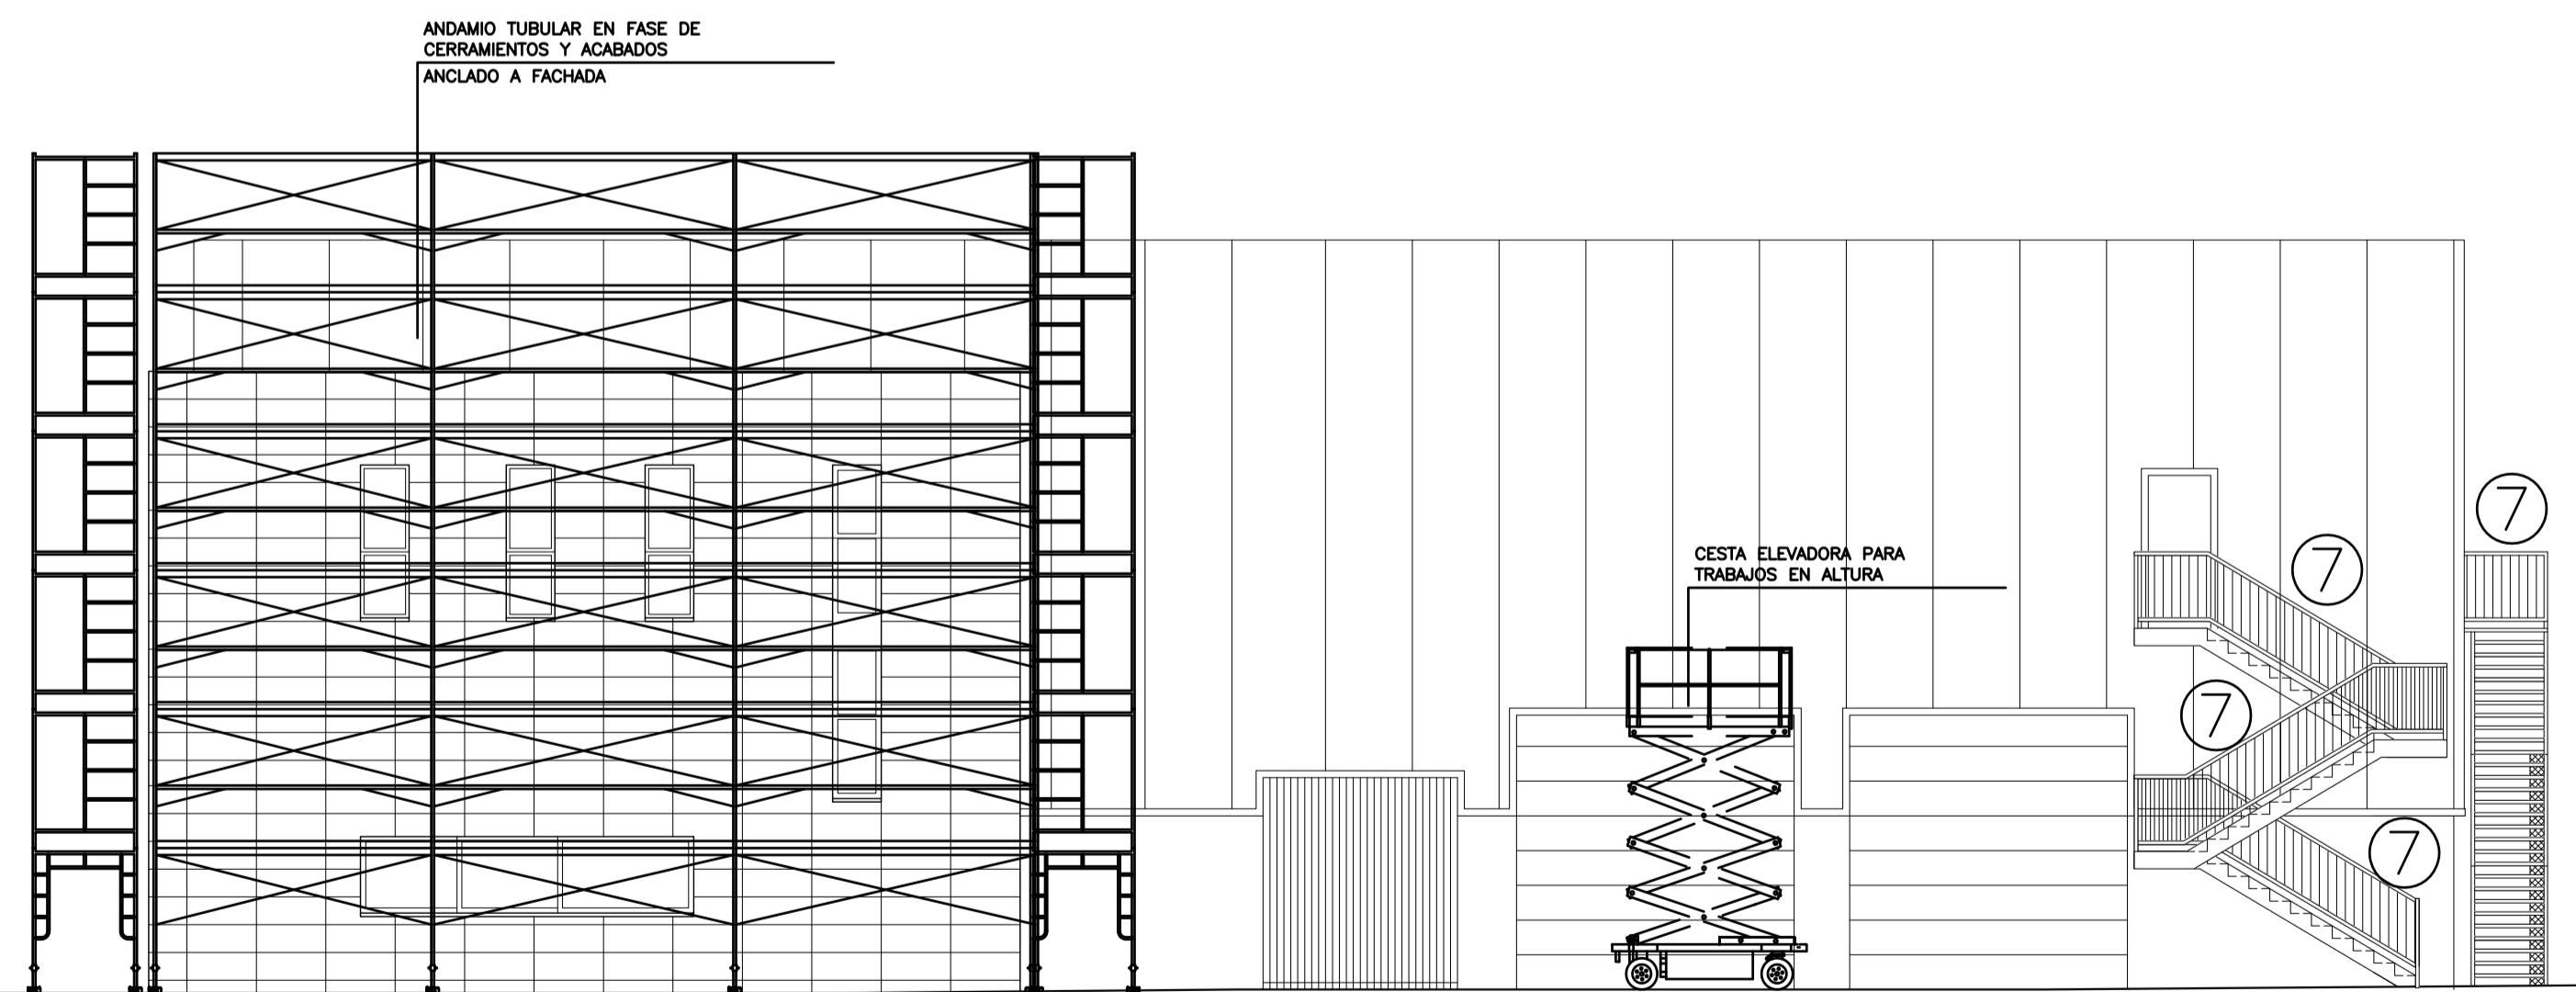 ANDAMIO TUBULAR EN FASE DE
CERRAMIENTOS Y ACABADOS
ANCLADO A FACHADA
CESTA ELEVADORA PARA
TRABAJOS EN ALTURA
7
7
7
7